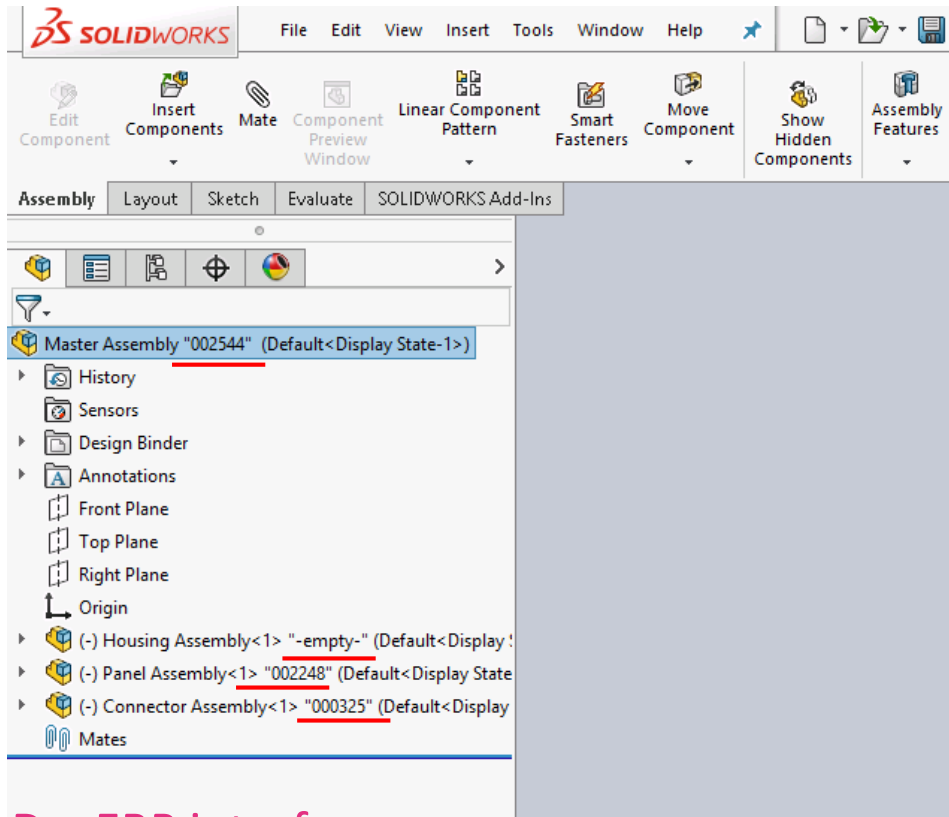 SOLIDWORKS File Edit View Insert Tools Window Help
Edit Component
Insert Components
Mate
Component Preview Window
Linear Component Pattern
Smart Fasteners
Move Component
Show Hidden Components
Assembly Features
Assembly Layout Sketch Evaluate SOLIDWORKS Add-Ins
Master Assembly "002544" (Default<Display State-1>)
History
Sensors
Design Binder
Annotations
Front Plane
Top Plane
Right Plane
Origin
(-) Housing Assembly<1> "-empty-" (Default<Display
(-) Panel Assembly<1> "002248" (Default<Display State
(-) Connector Assembly<1> "000325" (Default<Display
Mates